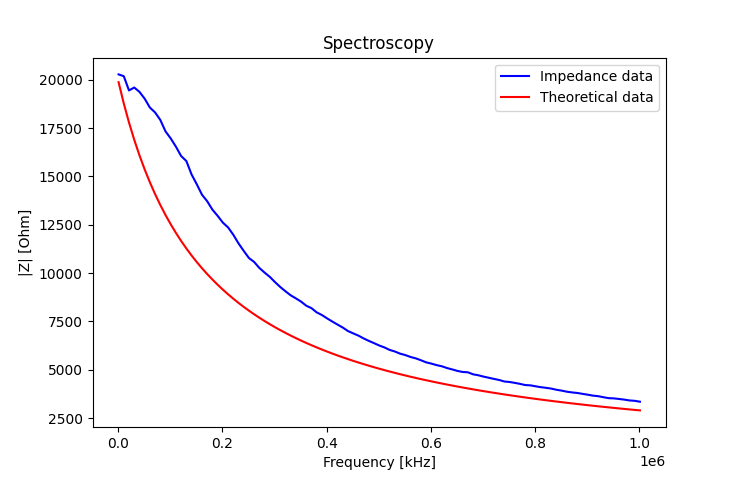 Spectroscopy
Impedance data
Theoretical data
|Z| [Ohm]
20000
17500
15000
12500
10000
7500
5000
2500
0.0 0.2 0.4 0.6 0.8 1.0
1e6
Frequency [kHz]